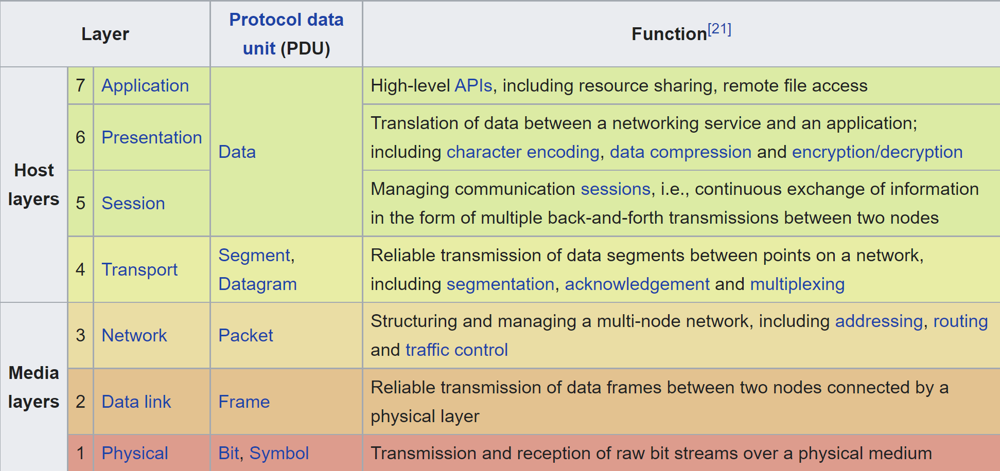 Layer
Protocol data
unit (PDU)
Function[21]
Host
layers
7
Application
Data
High-level APIs, including resource sharing, remote file access
6
Presentation
Translation of data between a networking service and an application;
including character encoding, data compression and encryption/decryption
5
Session
Managing communication sessions, i.e., continuous exchange of information
in the form of multiple back-and-forth transmissions between two nodes
4
Transport
Segment,
Datagram
Reliable transmission of data segments between points on a network,
including segmentation, acknowledgement and multiplexing
Media
layers
3
Network
Packet
Structuring and managing a multi-node network, including addressing, routing
and traffic control
2
Data link
Frame
Reliable transmission of data frames between two nodes connected by a
physical layer
1
Physical
Bit, Symbol
Transmission and reception of raw bit streams over a physical medium